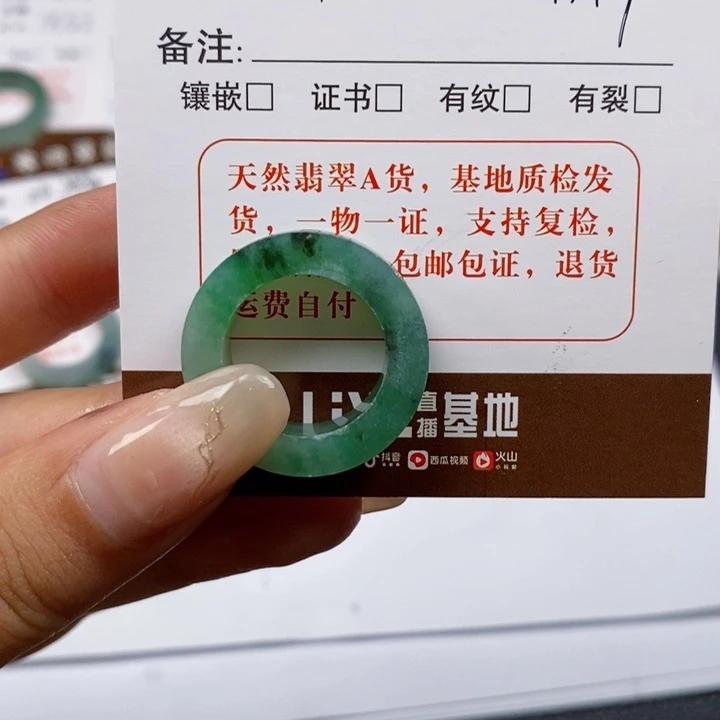 备注:
镶嵌□ 证书□ 有纹□ 有裂□
天然翡翠A货，基地质检发
货，一物一证，支持复检，
包邮包证，退货
运费自付
直播
基地
抖音 西瓜视频 火山